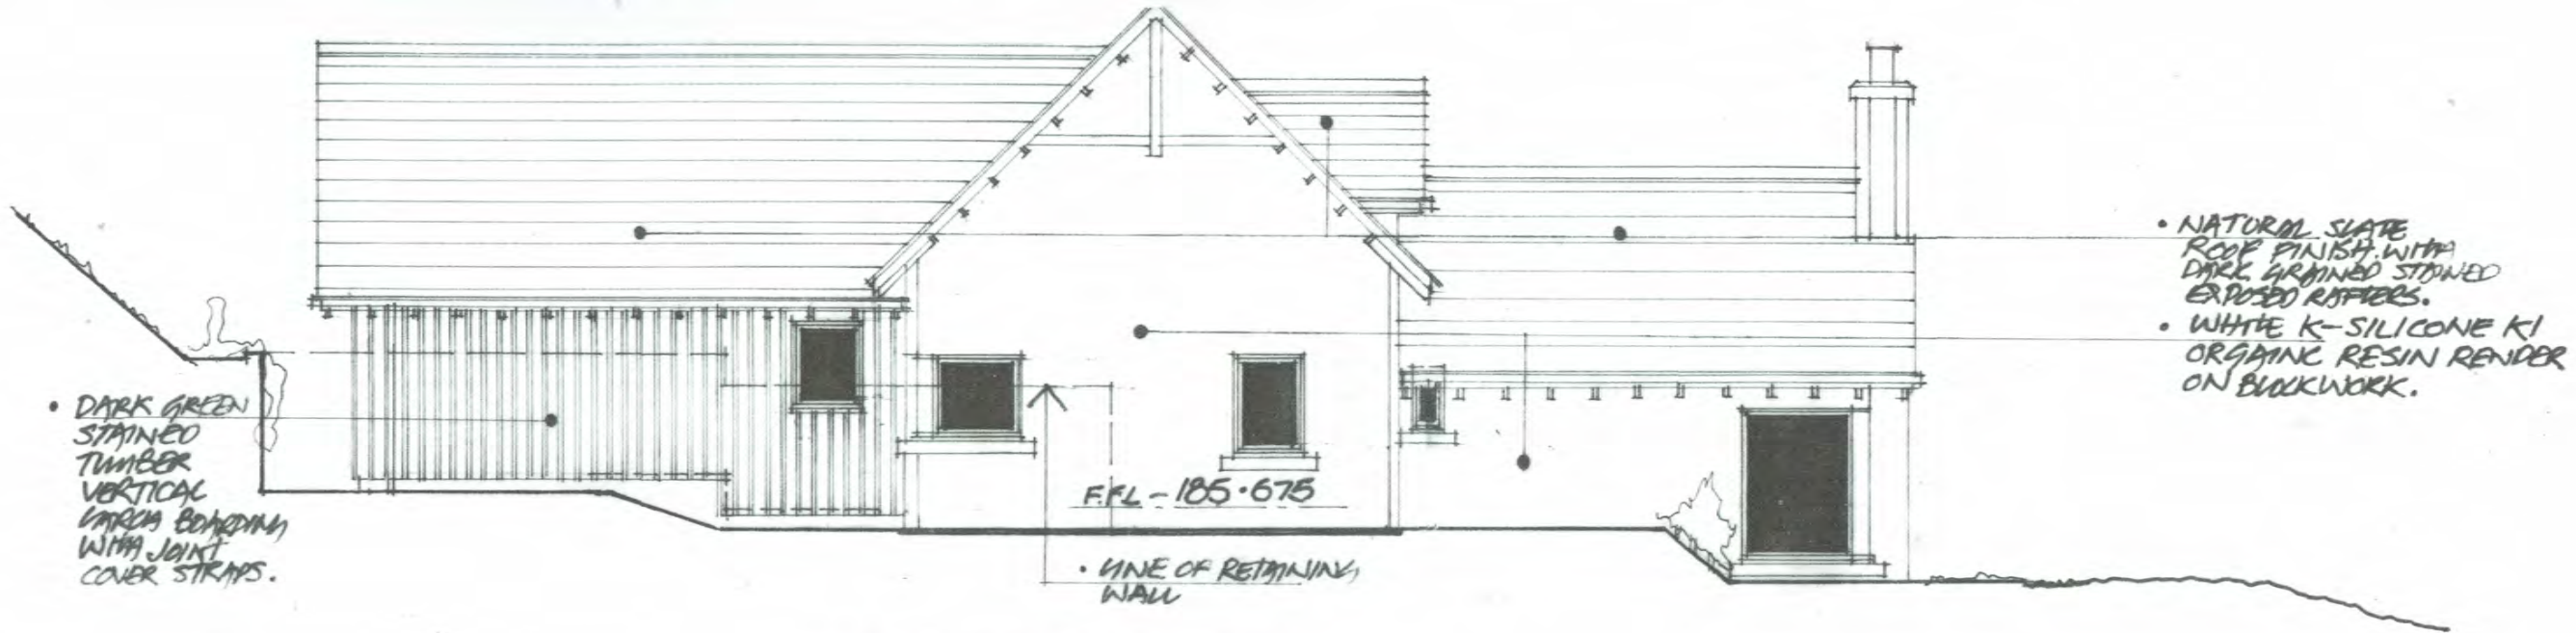 • DARK GREEN
STAINED
TIMBER
VERTICAL
LARCH BOARDING
WITH JOINT
COVER STRAPS.
F.F.L - 185.675
• LINE OF RETAINING
WALL
• NATURAL SLATE
ROOF FINISH WITH
DARK GRAINED STAINED
EXPOSED RAFTERS.
• WHITE K-SILICONE K1
ORGAINC RESIN RENDER
ON BLOCKWORK.